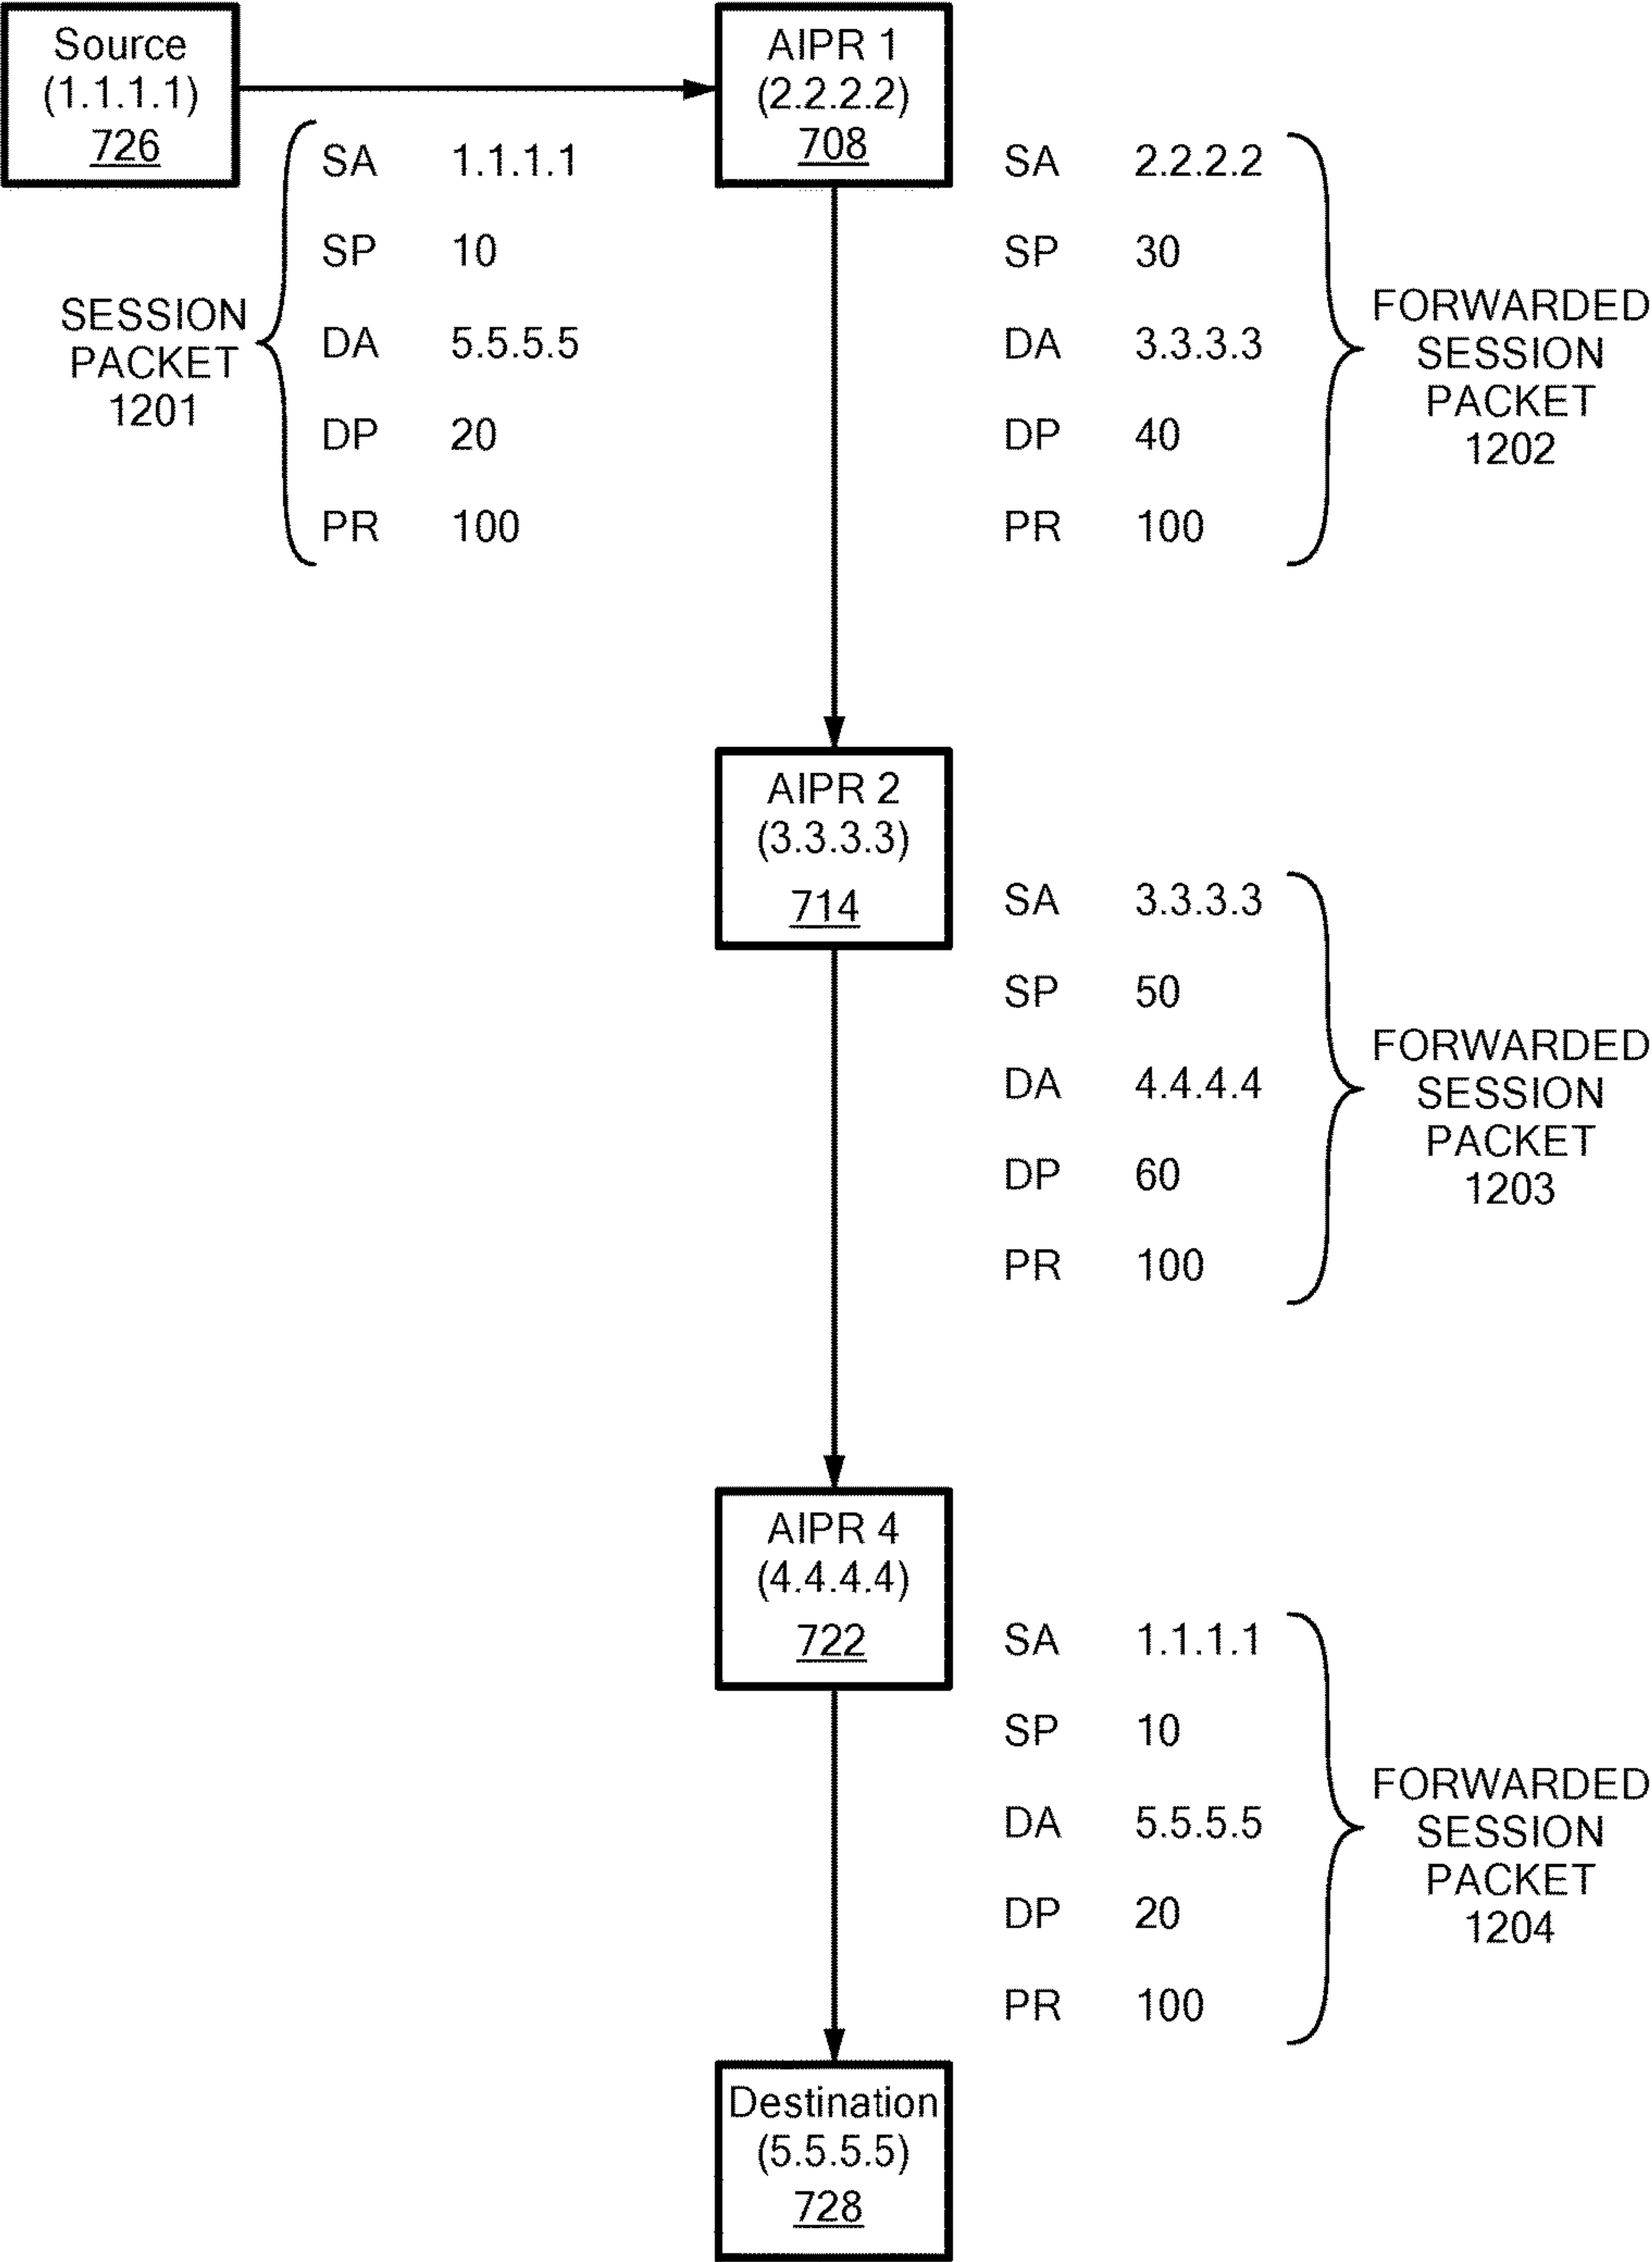 Source
(1.1.1.1)
726
AIPR 1
(2.2.2.2)
708
SESSION
PACKET
1201
SA 1.1.1.1
SP 10
DA 5.5.5.5
DP 20
PR 100
SA 2.2.2.2
SP 30
DA 3.3.3.3
DP 40
PR 100
FORWARDED
SESSION
PACKET
1202
AIPR 2
(3.3.3.3)
714
SA 3.3.3.3
SP 50
DA 4.4.4.4
DP 60
PR 100
FORWARDED
SESSION
PACKET
1203
AIPR 4
(4.4.4.4)
722
SA 1.1.1.1
SP 10
DA 5.5.5.5
DP 20
PR 100
FORWARDED
SESSION
PACKET
1204
Destination
(5.5.5.5)
728